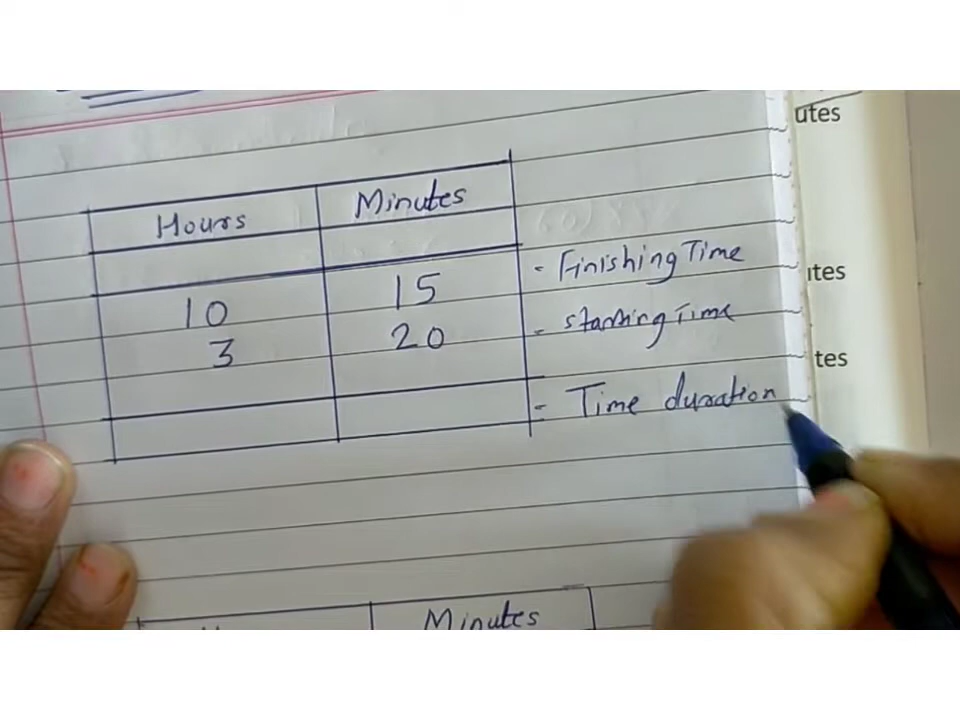 utes
Hours Minutes
10 15 - Finishing Time
utes
3 20 - starting Time
tes
- Time duration
Minutes